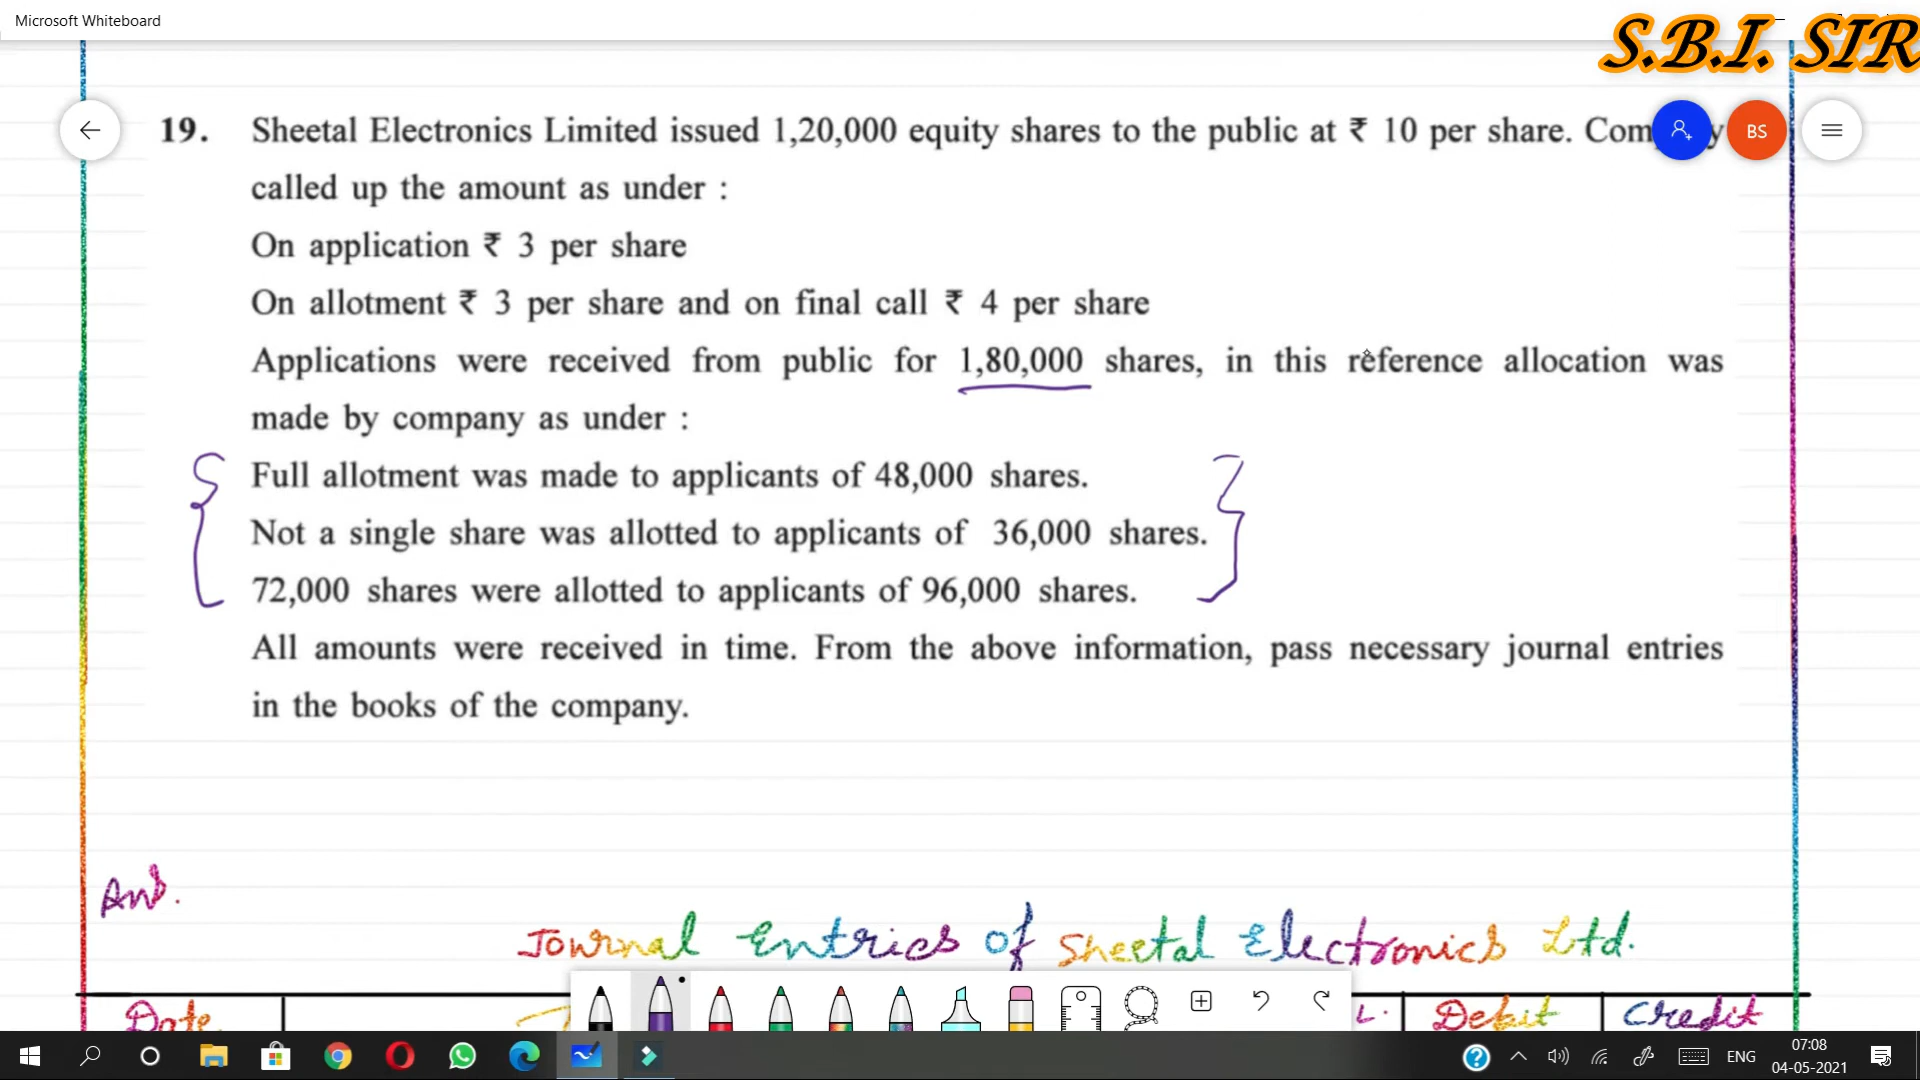 Microsoft Whiteboard
S.B.I. SIR
19. Sheetal Electronics Limited issued 1,20,000 equity shares to the public at ₹ 10 per share.
BS
called up the amount as under :
On application ₹ 3 per share
On allotment ₹ 3 per share and on final call ₹ 4 per share
Applications were received from public for 1,80,000 shares, in this reference allocation was
made by company as under :
Full allotment was made to applicants of 48,000 shares.
Not a single share was allotted to applicants of 36,000 shares.
72,000 shares were allotted to applicants of 96,000 shares.
All amounts were received in time. From the above information, pass necessary journal entries
in the books of the company.
Ans.
Journal Entries of Sheetal Electronics Ltd.
Date Debit Credit
ENG
07:08
04-05-2021